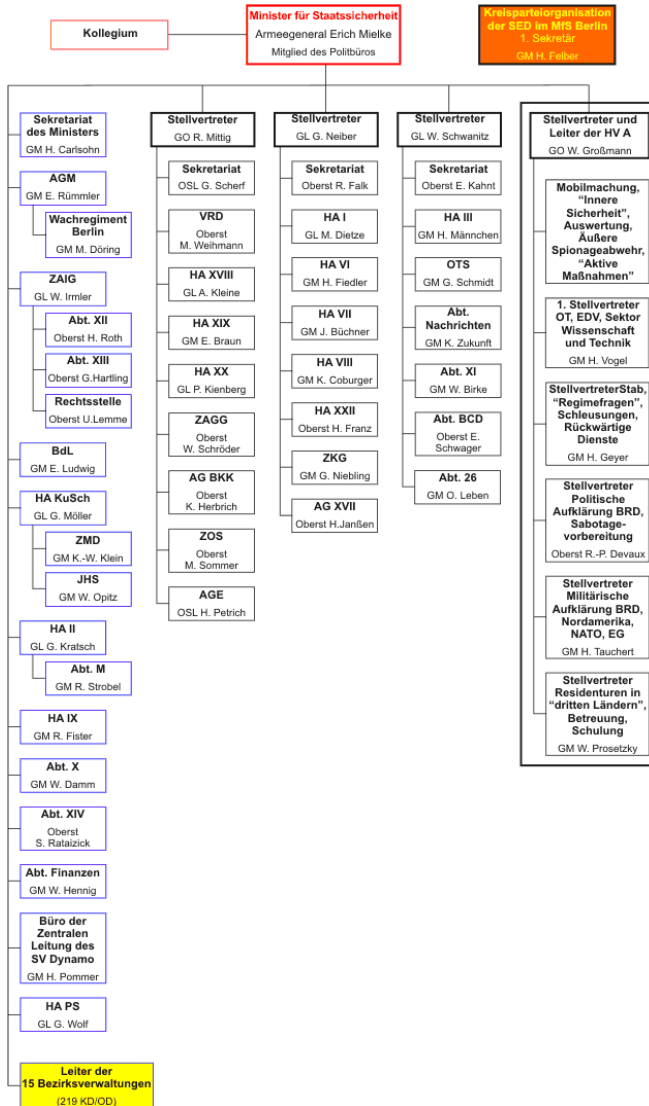 Kollegium
Minister für Staatssicherheit
Armeegeneral Erich Mielke
Mitglied des Politbüros
Kreisparteiorganisation
der SED im MfS Berlin
1. Sekretär
GM H. Felber
Sekretariat
des Ministers
GM H. Carlsohn
AGM
GM E. Rümmler
Wachregiment
Berlin
GM M. Döring
ZAIG
GL W. Irmler
Abt. XII
Oberst H. Roth
Abt. XIII
Oberst G.Hartling
Rechtsstelle
Oberst U.Lemme
BdL
GM E. Ludwig
HA KuSch
GL G. Möller
ZMD
GM K.-W. Klein
JHS
GM W. Opitz
HA II
GL G. Kratsch
Abt. M
GM R. Strobel
HA IX
GM R. Fister
Abt. X
GM W. Damm
Abt. XIV
Oberst
S. Rataizick
Abt. Finanzen
GM W. Hennig
Büro der
Zentralen
Leitung des
SV Dynamo
GM H. Pommer
HA PS
GL G. Wolf
Leiter der
15 Bezirksverwaltungen
(219 KD/OD)
Stellvertreter
GO R. Mittig
Sekretariat
OSL G. Scherf
VRD
Oberst
M. Weihmann
HA XVIII
GL A. Kleine
HA XIX
GM E. Braun
HA XX
GL P. Kienberg
ZAGG
Oberst
W. Schröder
AG BKK
Oberst
K. Herbrich
ZOS
Oberst
M. Sommer
AGE
OSL H. Petrich
Stellvertreter
GL G. Neiber
Sekretariat
Oberst R. Falk
HA I
GL M. Dietze
HA VI
GM H. Fiedler
HA VII
GM J. Büchner
HA VIII
GM K. Coburger
HA XXII
Oberst H. Franz
ZKG
GM G. Niebling
AG XVII
Oberst H.Janßen
Stellvertreter
GL W. Schwanitz
Sekretariat
Oberst E. Kahnt
HA III
GM H. Männchen
OTS
GM G. Schmidt
Abt.
Nachrichten
GM K. Zukunft
Abt. XI
GM W. Birke
Abt. BCD
Oberst E.
Schwager
Abt. 26
GM O. Leben
Stellvertreter und
Leiter der HV A
GO W. Großmann
Mobilmachung,
“Innere
Sicherheit”,
Auswertung,
Äußere
Spionageabwehr,
“Aktive
Maßnahmen”
1. Stellvertreter
OT, EDV, Sektor
Wissenschaft
und Technik
GM H. Vogel
StellvertreterStab,
“Regimefragen”,
Schleusungen,
Rückwärtige
Dienste
GM H. Geyer
Stellvertreter
Politische
Aufklärung BRD,
Sabotage-
vorbereitung
Oberst R.-P. Devaux
Stellvertreter
Militärische
Aufklärung BRD,
Nordamerika,
NATO, EG
GM H. Tauchert
Stellvertreter
Residenturen in
“dritten Ländern”,
Betreuung,
Schulung
GM W. Prosetzky